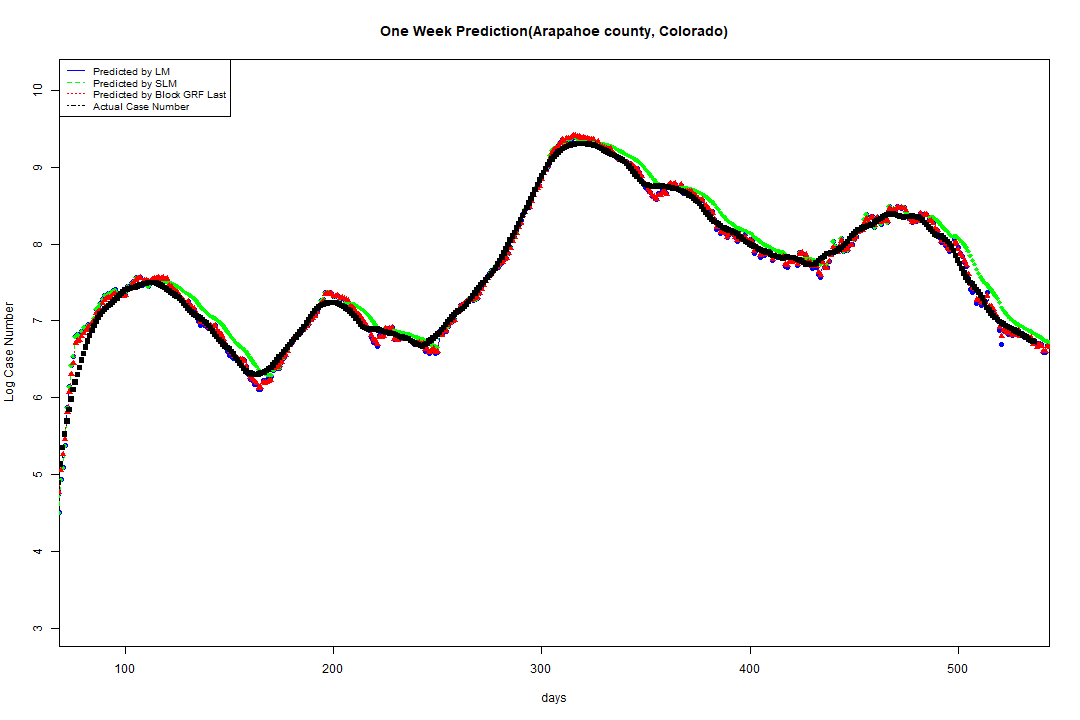 One Week Prediction(Arapahoe county, Colorado)
Predicted by LM
Predicted by SLM
Predicted by Block GRF Last
Actual Case Number
Log Case Number
10
9
8
7
6
5
4
3
100 200 300 400 500
days